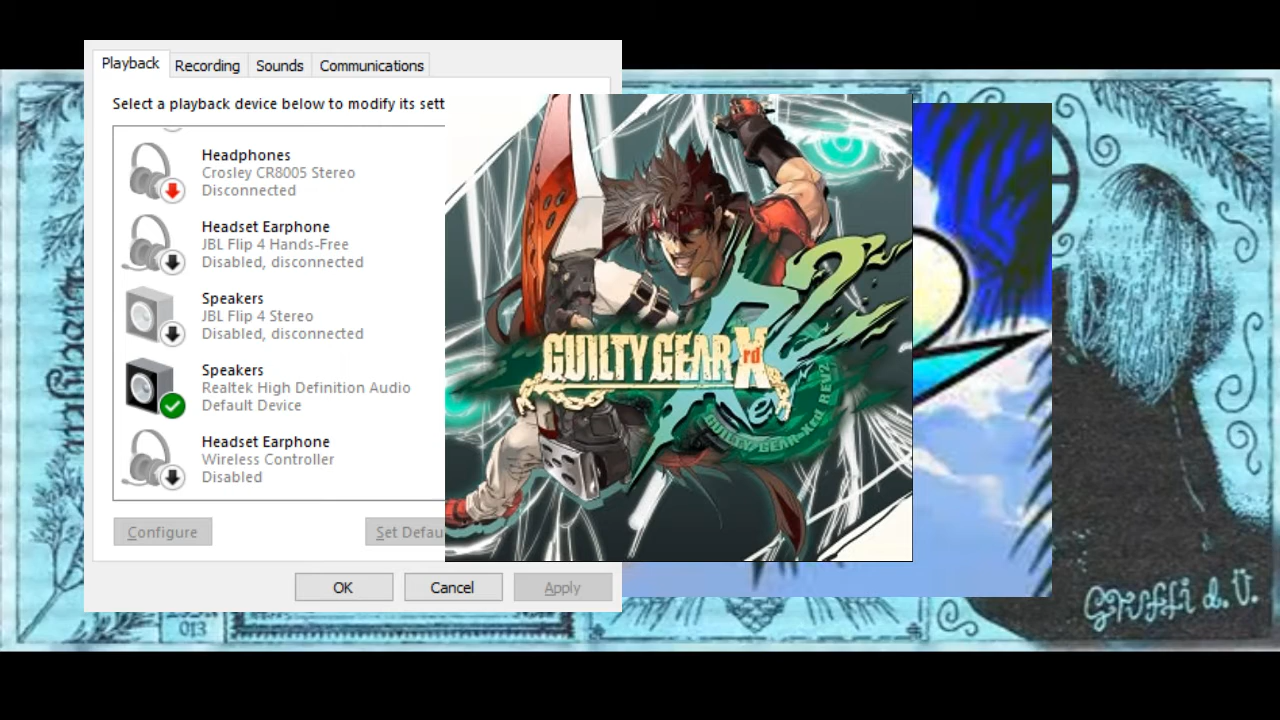 Playback
Recording
Sounds
Communications
Select a playback device below to modify its sett
Headphones
Crosley CR8005 Stereo
Disconnected
Headset Earphone
JBL Flip 4 Hands-Free
Disabled, disconnected
Speakers
JBL Flip 4 Stereo
Disabled, disconnected
Speakers
Realtek High Definition Audio
Default Device
Headset Earphone
Wireless Controller
Disabled
Configure
Set Defau
OK
Cancel
Apply
GUILTY GEAR Xrd
Rev 2
GUILTY GEAR Xrd REV2
013